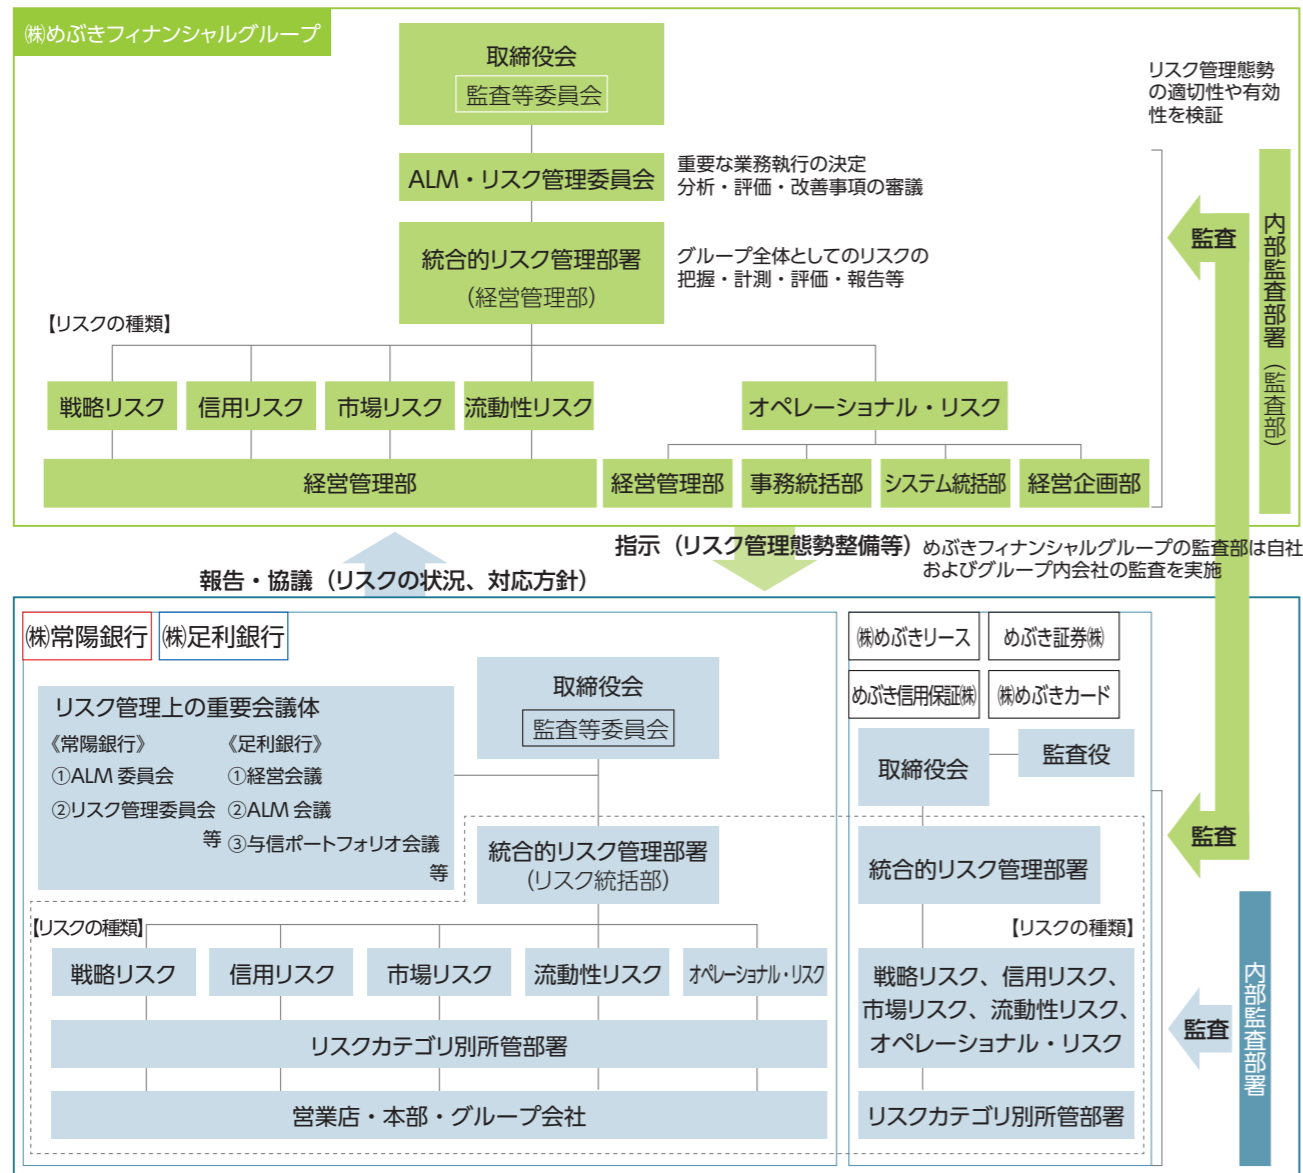 ㈱めぶきフィナンシャルグループ
取締役会
監査等委員会
リスク管理態勢
の適切性や有効
性を検証
ALM・リスク管理委員会
重要な業務執行の決定
分析・評価・改善事項の審議
統合的リスク管理部署
（経営管理部）
グループ全体としてのリスクの
把握・計測・評価・報告等
監査
内部監査部署（監査部）
【リスクの種類】
戦略リスク
信用リスク
市場リスク
流動性リスク
オペレーショナル・リスク
経営管理部
経営管理部
事務統括部
システム統括部
経営企画部
指示（リスク管理態勢整備等）
めぶきフィナンシャルグループの監査部は自社
およびグループ内会社の監査を実施
報告・協議（リスクの状況、対応方針）
㈱常陽銀行
㈱足利銀行
取締役会
監査等委員会
リスク管理上の重要会議体
《常陽銀行》
①ALM 委員会
②リスク管理委員会
等
《足利銀行》
①経営会議
②ALM 会議
③与信ポートフォリオ会議
等
統合的リスク管理部署
（リスク統括部）
【リスクの種類】
戦略リスク
信用リスク
市場リスク
流動性リスク
オペレーショナル・リスク
リスクカテゴリ別所管部署
営業店・本部・グループ会社
㈱めぶきリース
めぶき証券㈱
めぶき信用保証㈱
㈱めぶきカード
取締役会
監査役
統合的リスク管理部署
【リスクの種類】
戦略リスク、信用リスク、
市場リスク、流動性リスク、
オペレーショナル・リスク
リスクカテゴリ別所管部署
監査
監査
内部監査部署